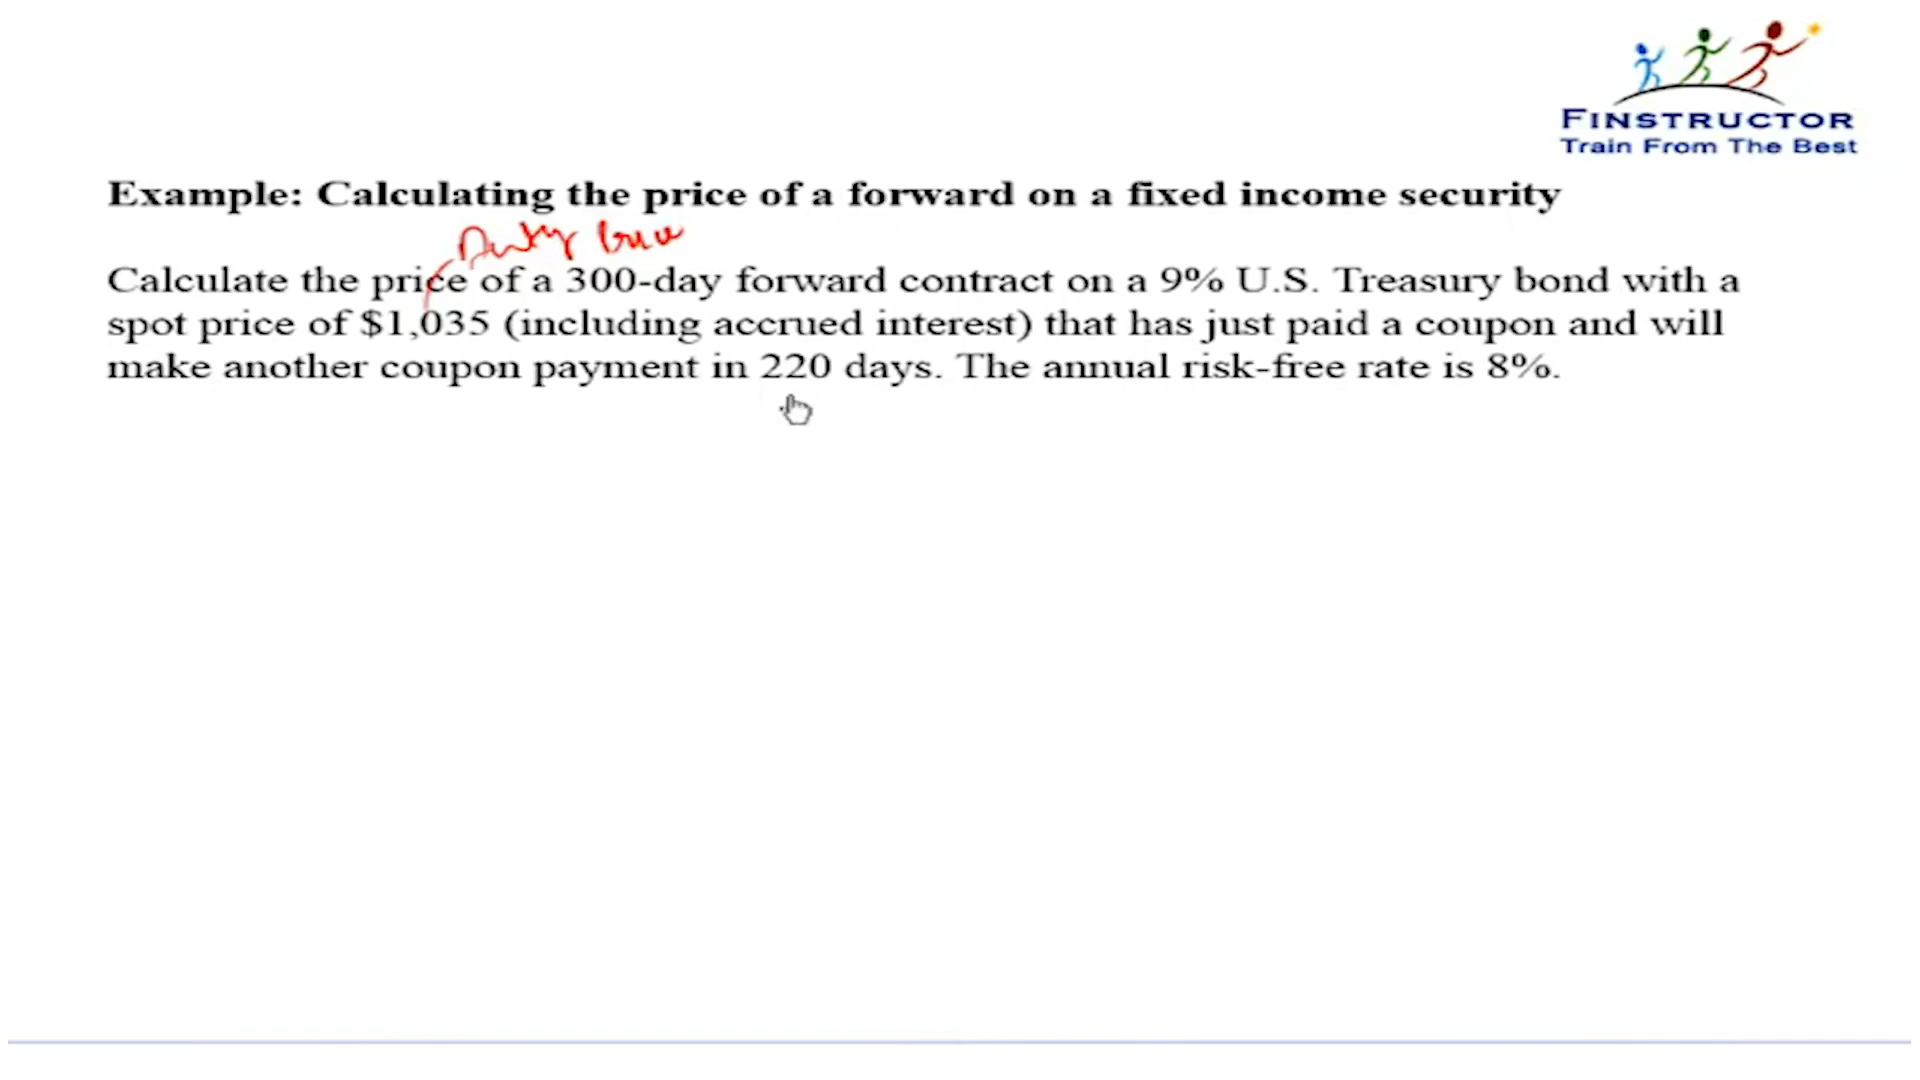 FINSTRUCTOR
Train From The Best
Example: Calculating the price of a forward on a fixed income security
Dirty Price
Calculate the price of a 300-day forward contract on a 9% U.S. Treasury bond with a
spot price of $1,035 (including accrued interest) that has just paid a coupon and will
make another coupon payment in 220 days. The annual risk-free rate is 8%.